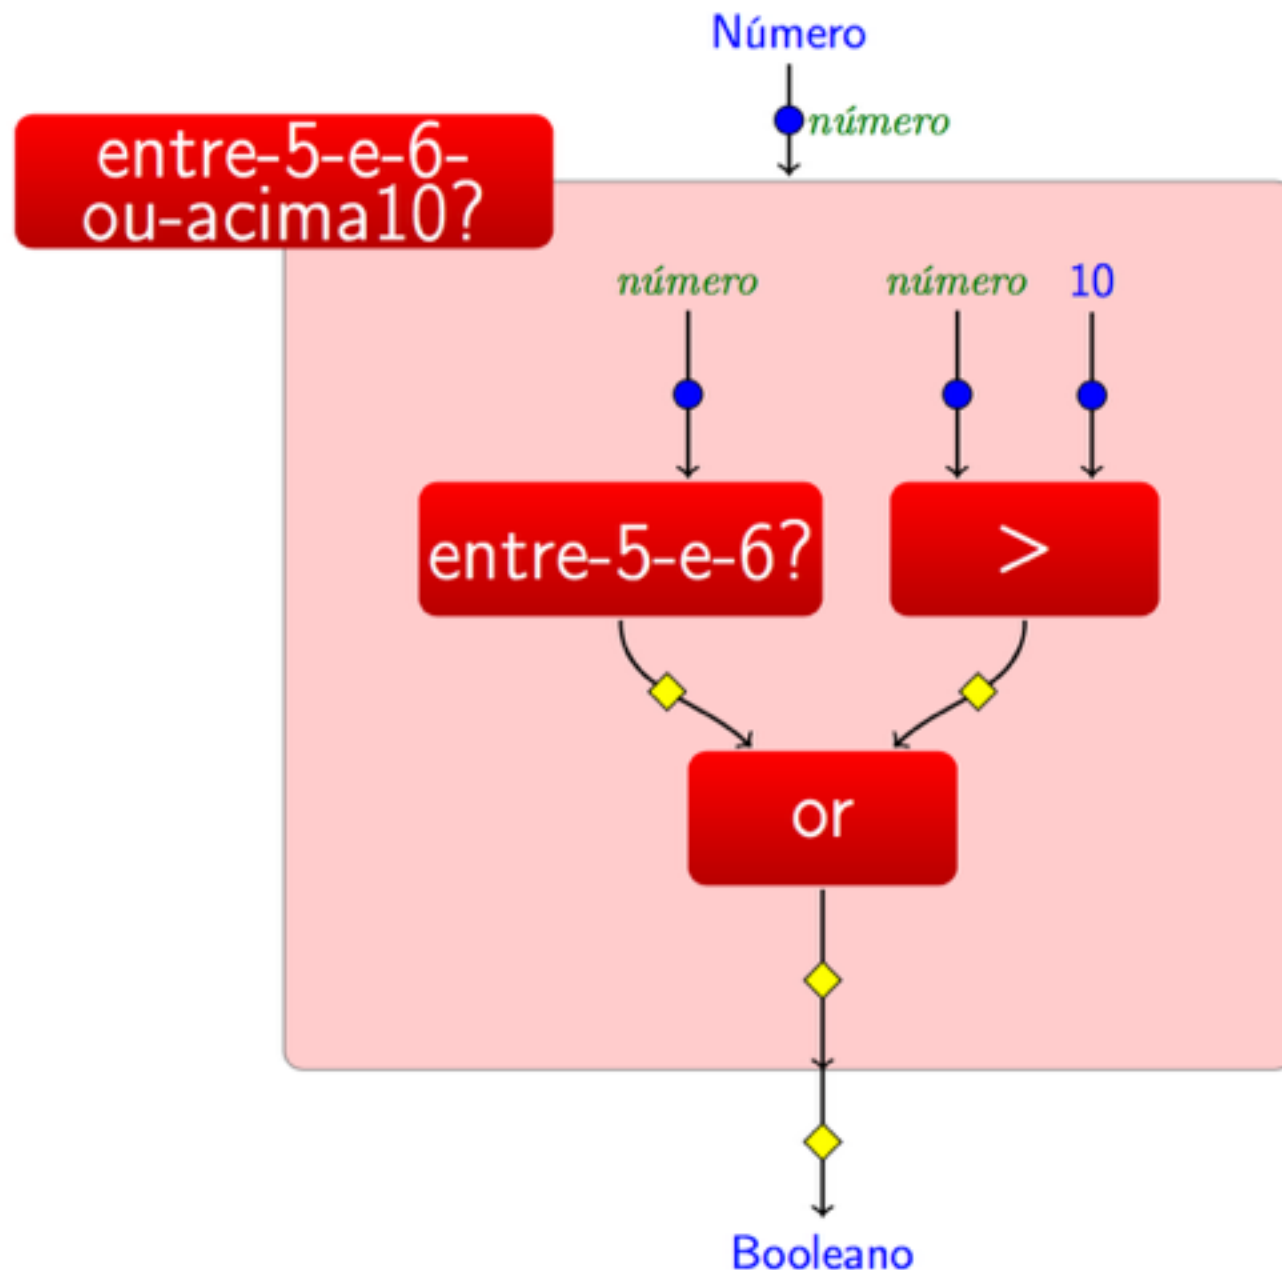 Número
número
entre-5-e-6-
ou-acima10?
número número 10
entre-5-e-6? >
or
Booleano